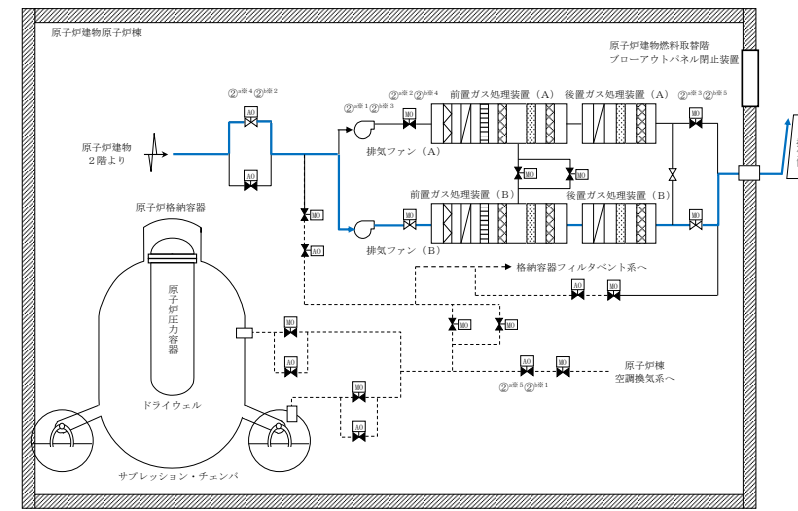 原子炉建物原子炉棟
原子炉建物燃料取替階
ブローアウトパネル閉止装置
②a※4②b※2
②a※2②b※4
前置ガス処理装置(A)
後置ガス処理装置(A)
②a※3②b※5
②a※1②b※3
AO
MO
MO
原子炉建物
2階より
排気ファン(A)
AO
MO
MO
原子炉格納容器
前置ガス処理装置(B)
後置ガス処理装置(B)
MO
MO
MO
AO
排気ファン(B)
格納容器フィルタベント系へ
AO
MO
原子炉圧力容器
MO
MO
MO
AO
AO
MO
原子炉棟
空調換気系へ
②a※5②b※1
MO
ドライウェル
AO
サプレッション・チェンバ